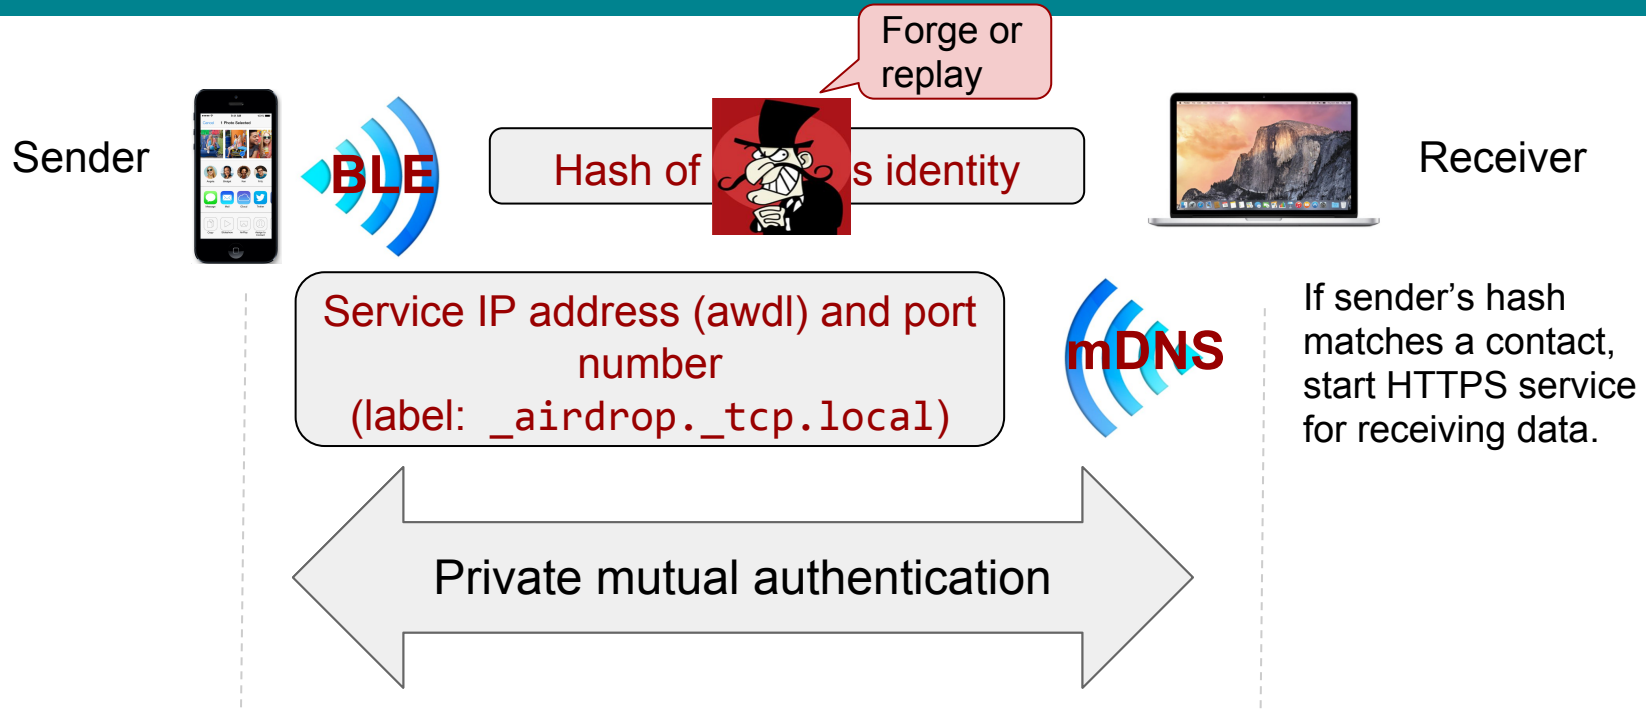 Forge or
replay
Sender
BLE
Hash of
s identity
Receiver
Service IP address (awdl) and port
number
(label: _airdrop._tcp.local)
mDNS
If sender’s hash
matches a contact,
start HTTPS service
for receiving data.
Private mutual authentication